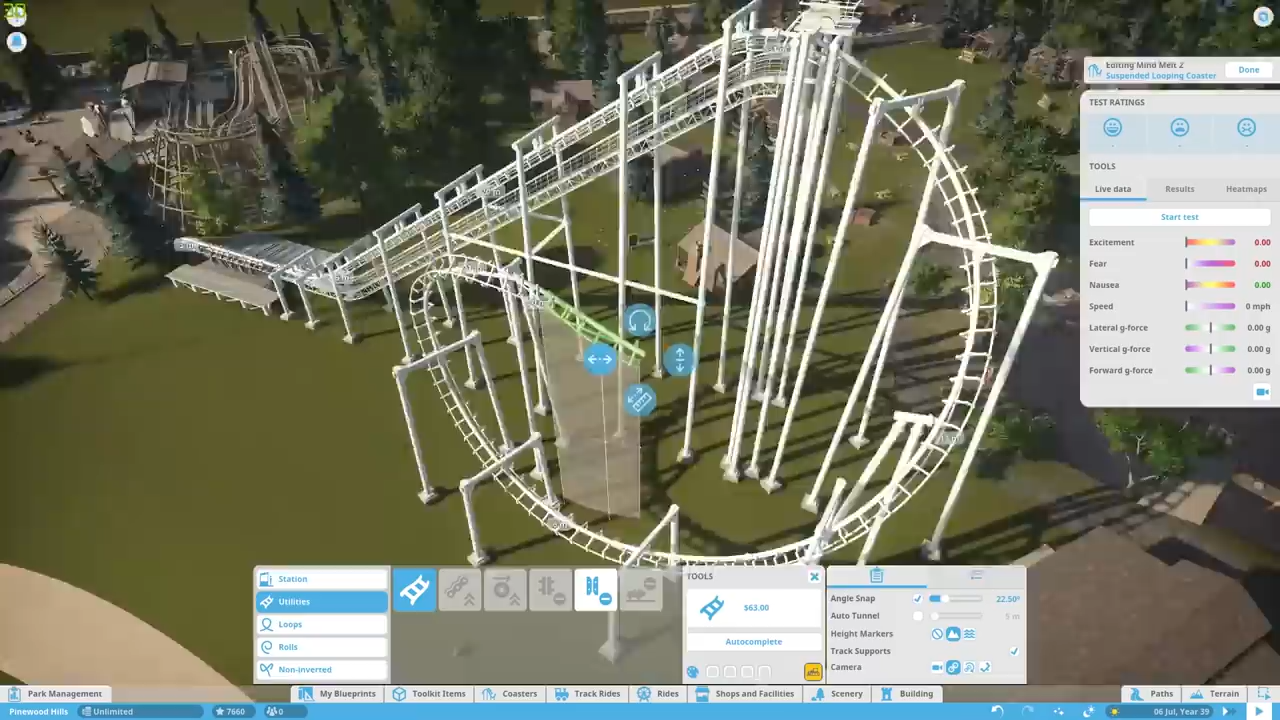 30
Editing Mind Melt 2
Suspended Looping Coaster
Done
TEST RATINGS
-
-
-
TOOLS
Live data
Results
Heatmaps
Start test
Excitement
0.00
Fear
0.00
Nausea
0.00
Speed
0 mph
Lateral g-force
0.00 g
Vertical g-force
0.00 g
Forward g-force
0.00 g
Station
Utilities
Loops
Rolls
Non-inverted
TOOLS
$63.00
Autocomplete
Angle Snap
22.50°
Auto Tunnel
5 m
Height Markers
Track Supports
Camera
Park Management
My Blueprints
Toolkit Items
Coasters
Track Rides
Rides
Shops and Facilities
Scenery
Building
Paths
Terrain
Pinewood Hills
Unlimited
7660
0
06 Jul, Year 39